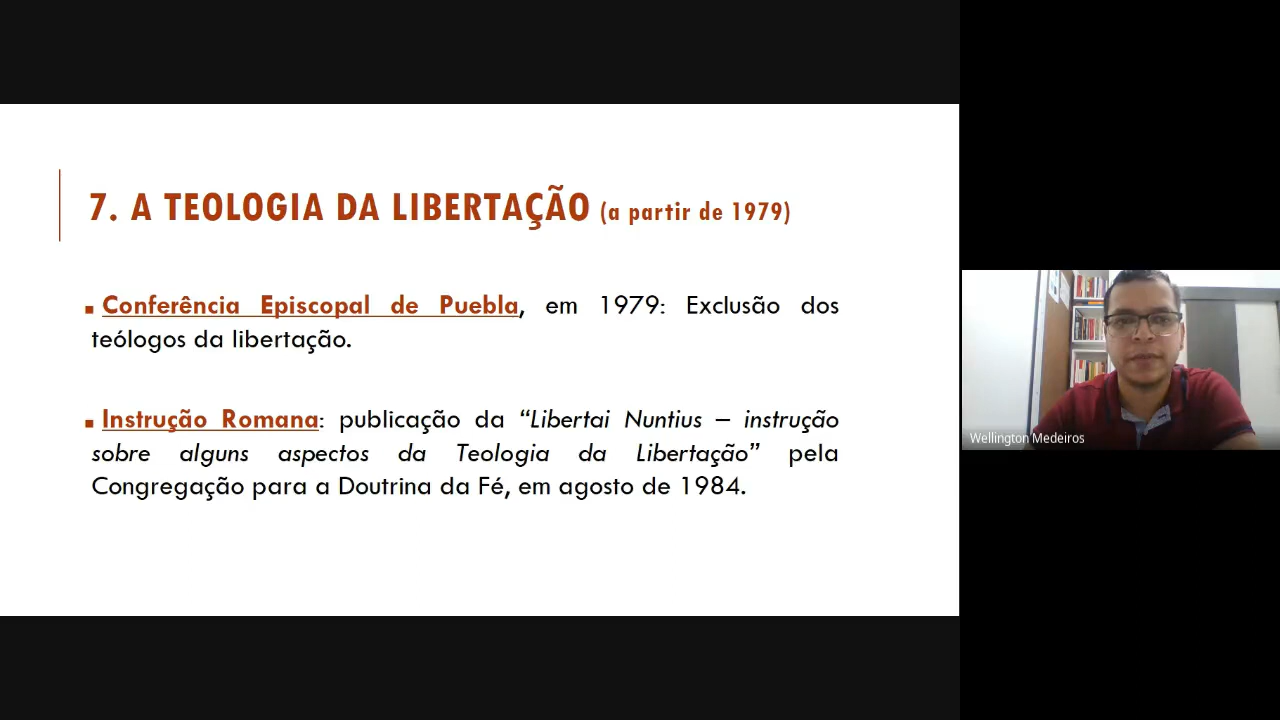 7. A TEOLOGIA DA LIBERTAÇÃO (a partir de 1979)
▪ Conferência Episcopal de Puebla, em 1979: Exclusão dos
teólogos da libertação.
▪ Instrução Romana: publicação da “Libertai Nuntius – instrução
sobre alguns aspectos da Teologia da Libertação” pela
Congregação para a Doutrina da Fé, em agosto de 1984.
Wellington Medeiros